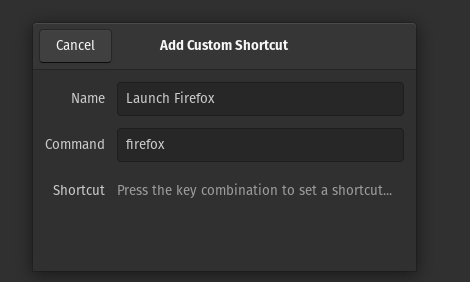 Cancel
Add Custom Shortcut
Name
Launch Firefox
Command
firefox
Shortcut
Press the key combination to set a shortcut...